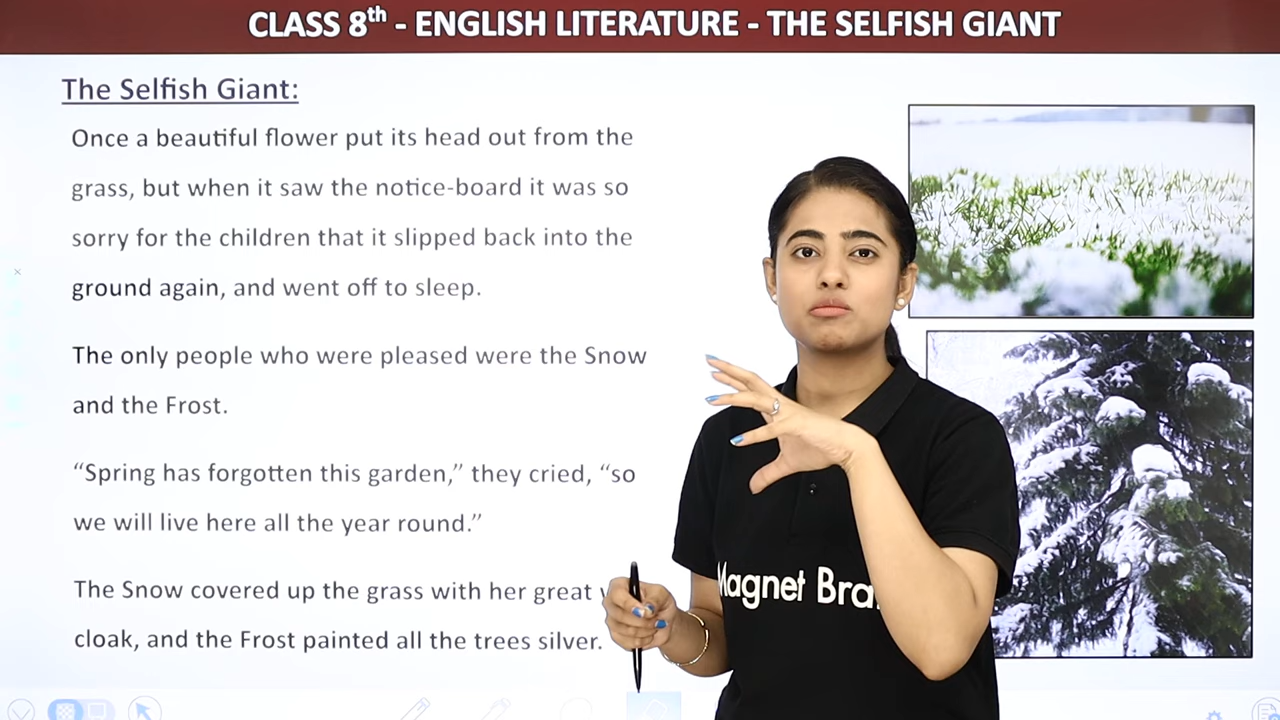 CLASS 8th - ENGLISH LITERATURE - THE SELFISH GIANT
The Selfish Giant:
Once a beautiful flower put its head out from the
grass, but when it saw the notice-board it was so
sorry for the children that it slipped back into the
ground again, and went off to sleep.
The only people who were pleased were the Snow
and the Frost.
“Spring has forgotten this garden,” they cried, “so
we will live here all the year round.”
The Snow covered up the grass with her great
cloak, and the Frost painted all the trees silver.
Magnet